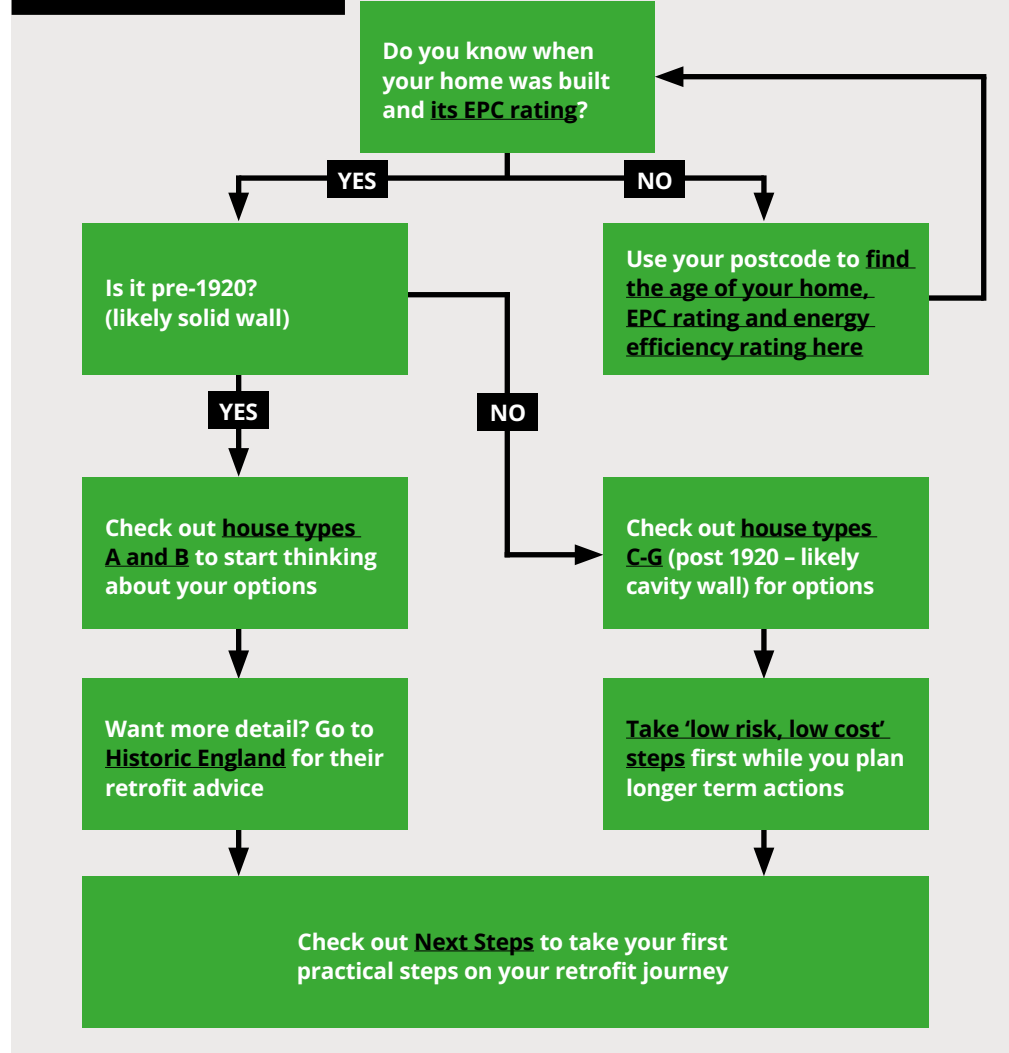 Do you know when
your home was built
and its EPC rating?
YES
NO
Is it pre-1920?
(likely solid wall)
Use your postcode to find
the age of your home,
EPC rating and energy
efficiency rating here
YES
NO
Check out house types
A and B to start thinking
about your options
Check out house types
C-G (post 1920 – likely
cavity wall) for options
Want more detail? Go to
Historic England for their
retrofit advice
Take ‘low risk, low cost’
steps first while you plan
longer term actions
Check out Next Steps to take your first
practical steps on your retrofit journey